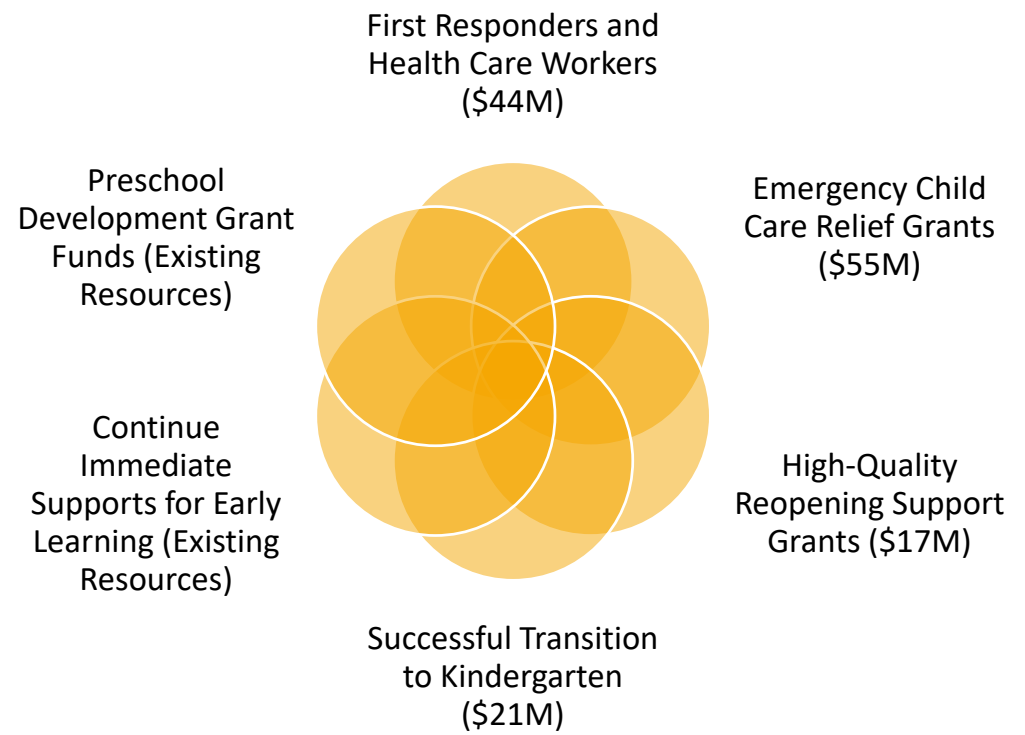 First Responders and
Health Care Workers
($44M)
Emergency Child
Care Relief Grants
($55M)
High-Quality
Reopening Support
Grants ($17M)
Successful Transition
to Kindergarten
($21M)
Continue
Immediate
Supports for Early
Learning (Existing
Resources)
Preschool
Development Grant
Funds (Existing
Resources)